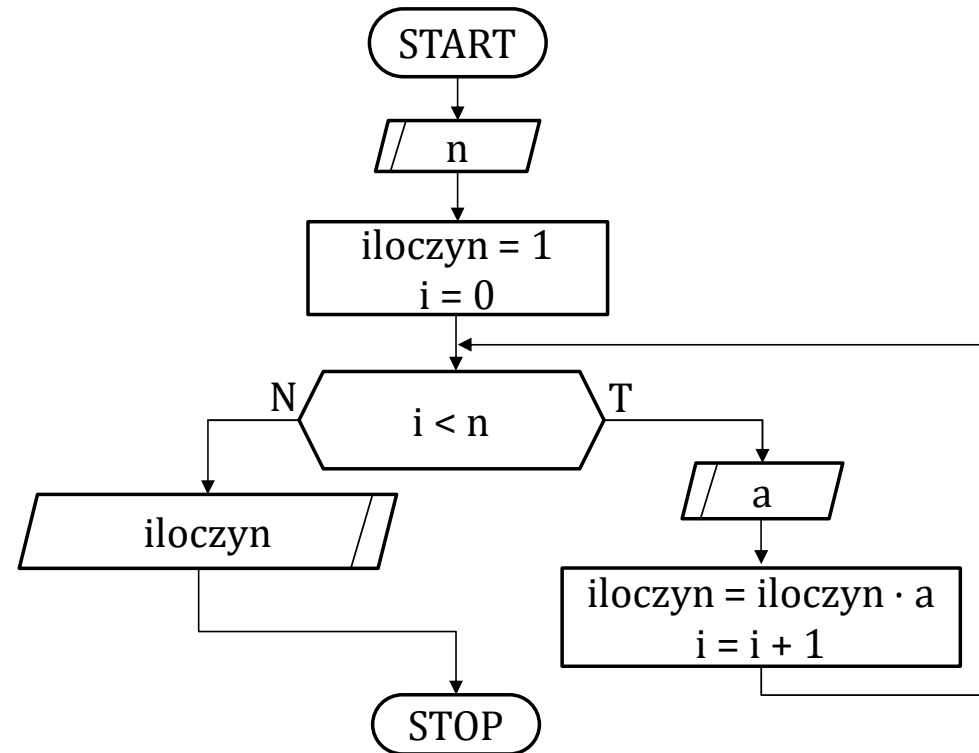 START
n
iloczyn = 1
i = 0
N
i < n
T
a
iloczyn
iloczyn = iloczyn · a
i = i + 1
STOP